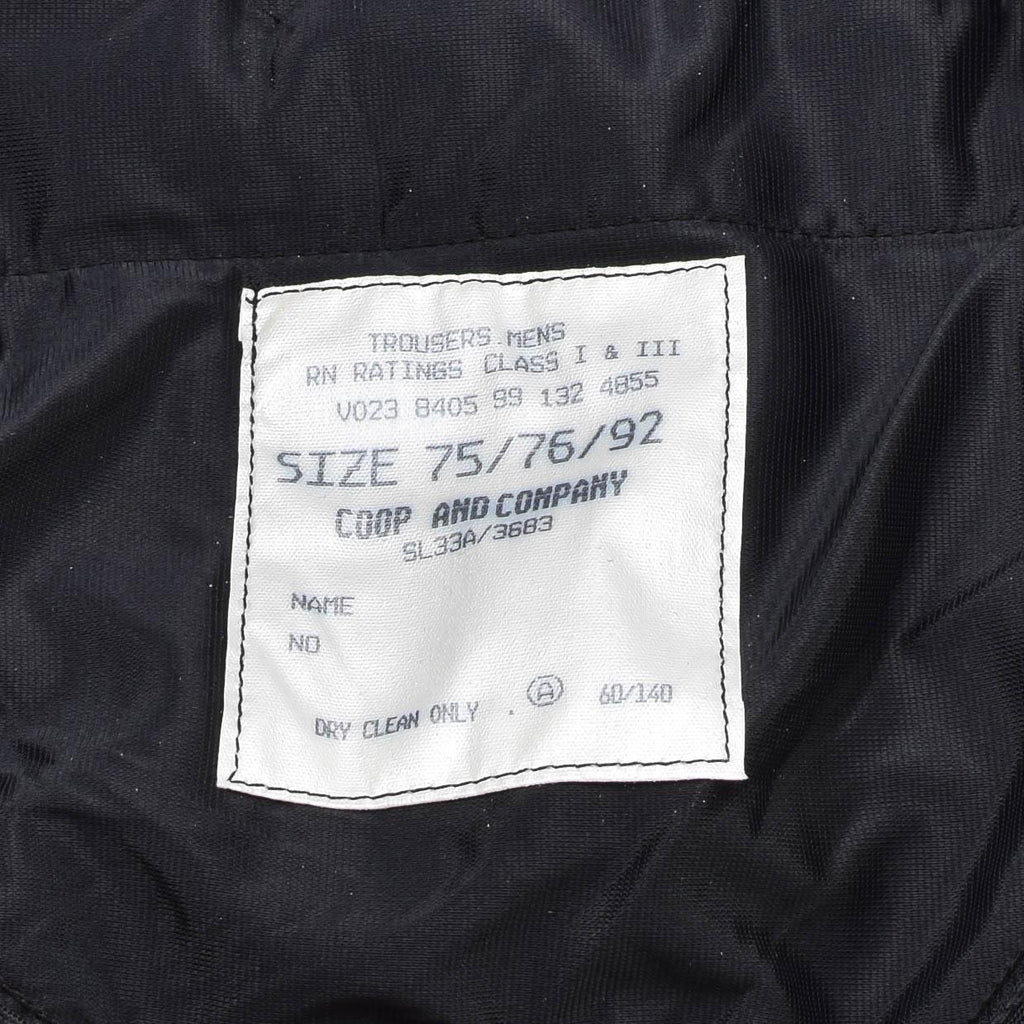 TROUSERS MENS
RN RATINGS CLASS I & III
V023 8405 99 132 4855
SIZE 75/76/92
COOP AND COMPANY
SL33A/3683
NAME
NO
DRY CLEAN ONLY . Ⓐ 60/140